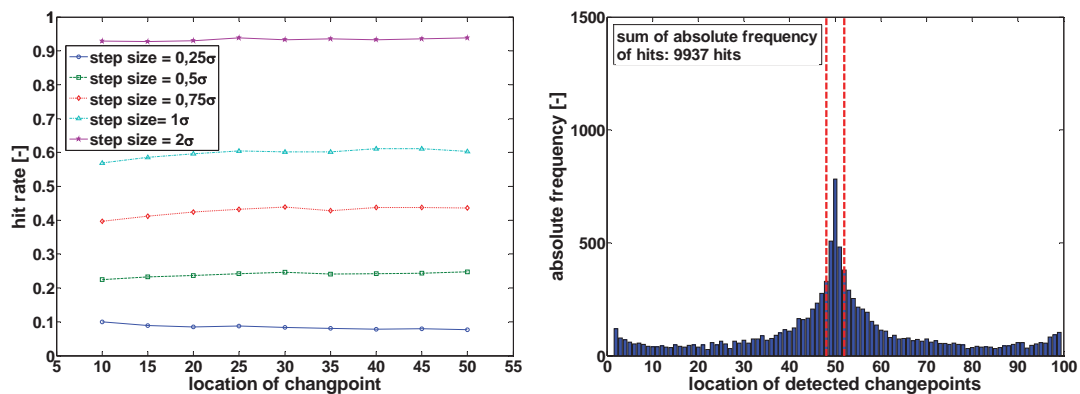 1
0.9
0.8
0.7
0.6
0.5
0.4
0.3
0.2
0.1
0
hit rate [-]
step size = 0,25σ
step size = 0,5σ
step size = 0,75σ
step size= 1σ
step size = 2σ
5 10 15 20 25 30 35 40 45 50 55
location of changpoint
1500
1000
500
0
absolute frequency [-]
sum of absolute frequency
of hits: 9937 hits
0 10 20 30 40 50 60 70 80 90 100
location of detected changepoints